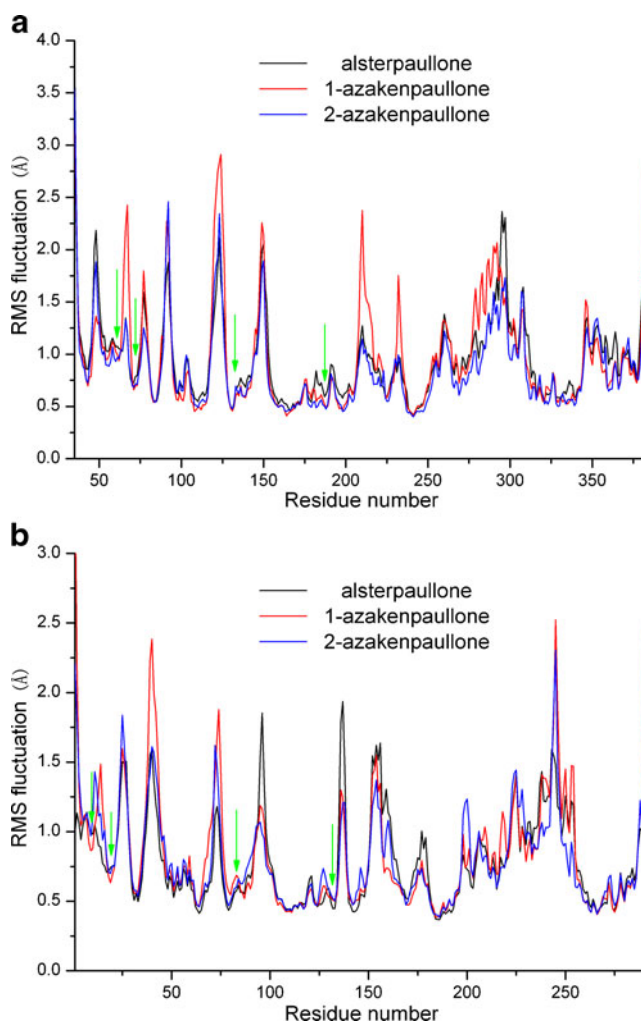 a
4.0
3.5
3.0
2.5
2.0
1.5
1.0
0.5
0.0
RMS fluctuation (Å)
alsterpaullone
1-azakenpaullone
2-azakenpaullone
50 100 150 200 250 300 350
Residue number
b
3.0
2.5
2.0
1.5
1.0
0.5
0.0
RMS fluctuation (Å)
alsterpaullone
1-azakenpaullone
2-azakenpaullone
50 100 150 200 250
Residue number